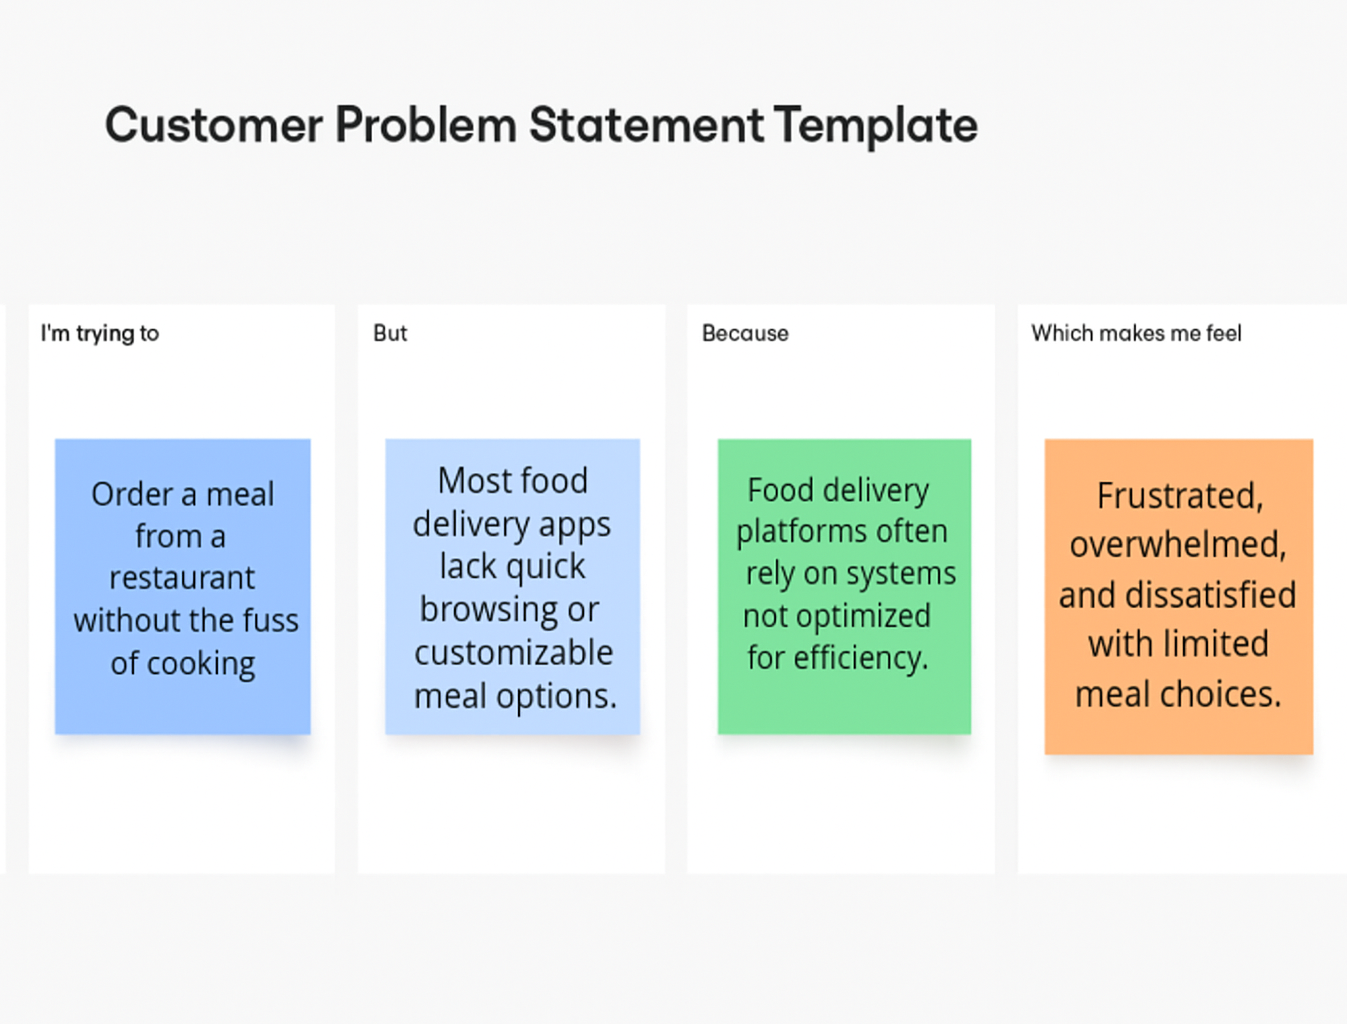 Customer Problem Statement Template
I'm trying to
Order a meal
from a
restaurant
without the fuss
of cooking
But
Most food
delivery apps
lack quick
browsing or
customizable
meal options.
Because
Food delivery
platforms often
rely on systems
not optimized
for efficiency.
Which makes me feel
Frustrated,
overwhelmed,
and dissatisfied
with limited
meal choices.